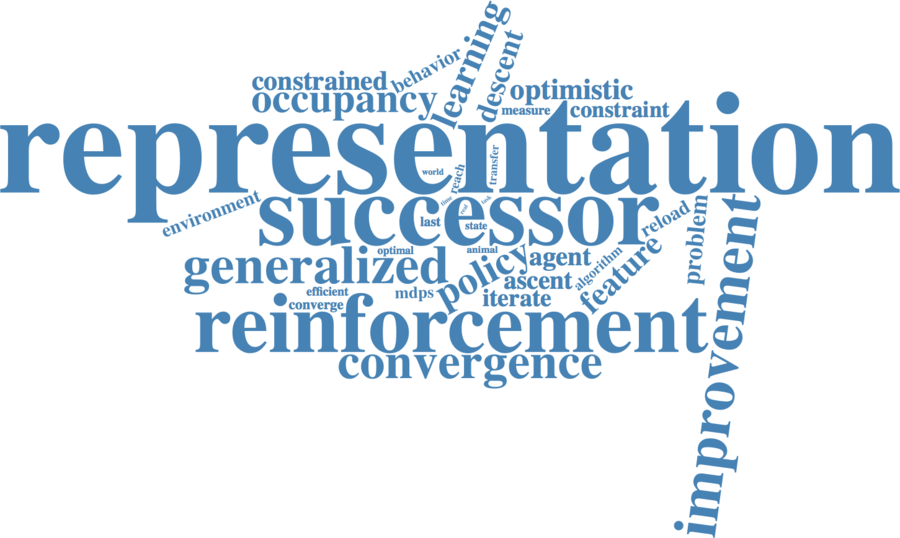 learning
behavior
descent
constrained
optimistic
occupancy
measure
constraint
representation
world
reach
transfer
time
real
task
environment
successor
last
state
reload
problem
improvement
optimal
animal
generalized
policy
agent
algorithm
feature
ascent
efficient
mdps
iterate
converge
reinforcement
convergence